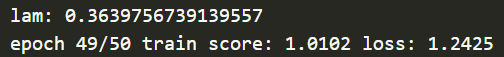 lam: 0.3639756739139557
epoch 49/50 train score: 1.0102 loss: 1.2425